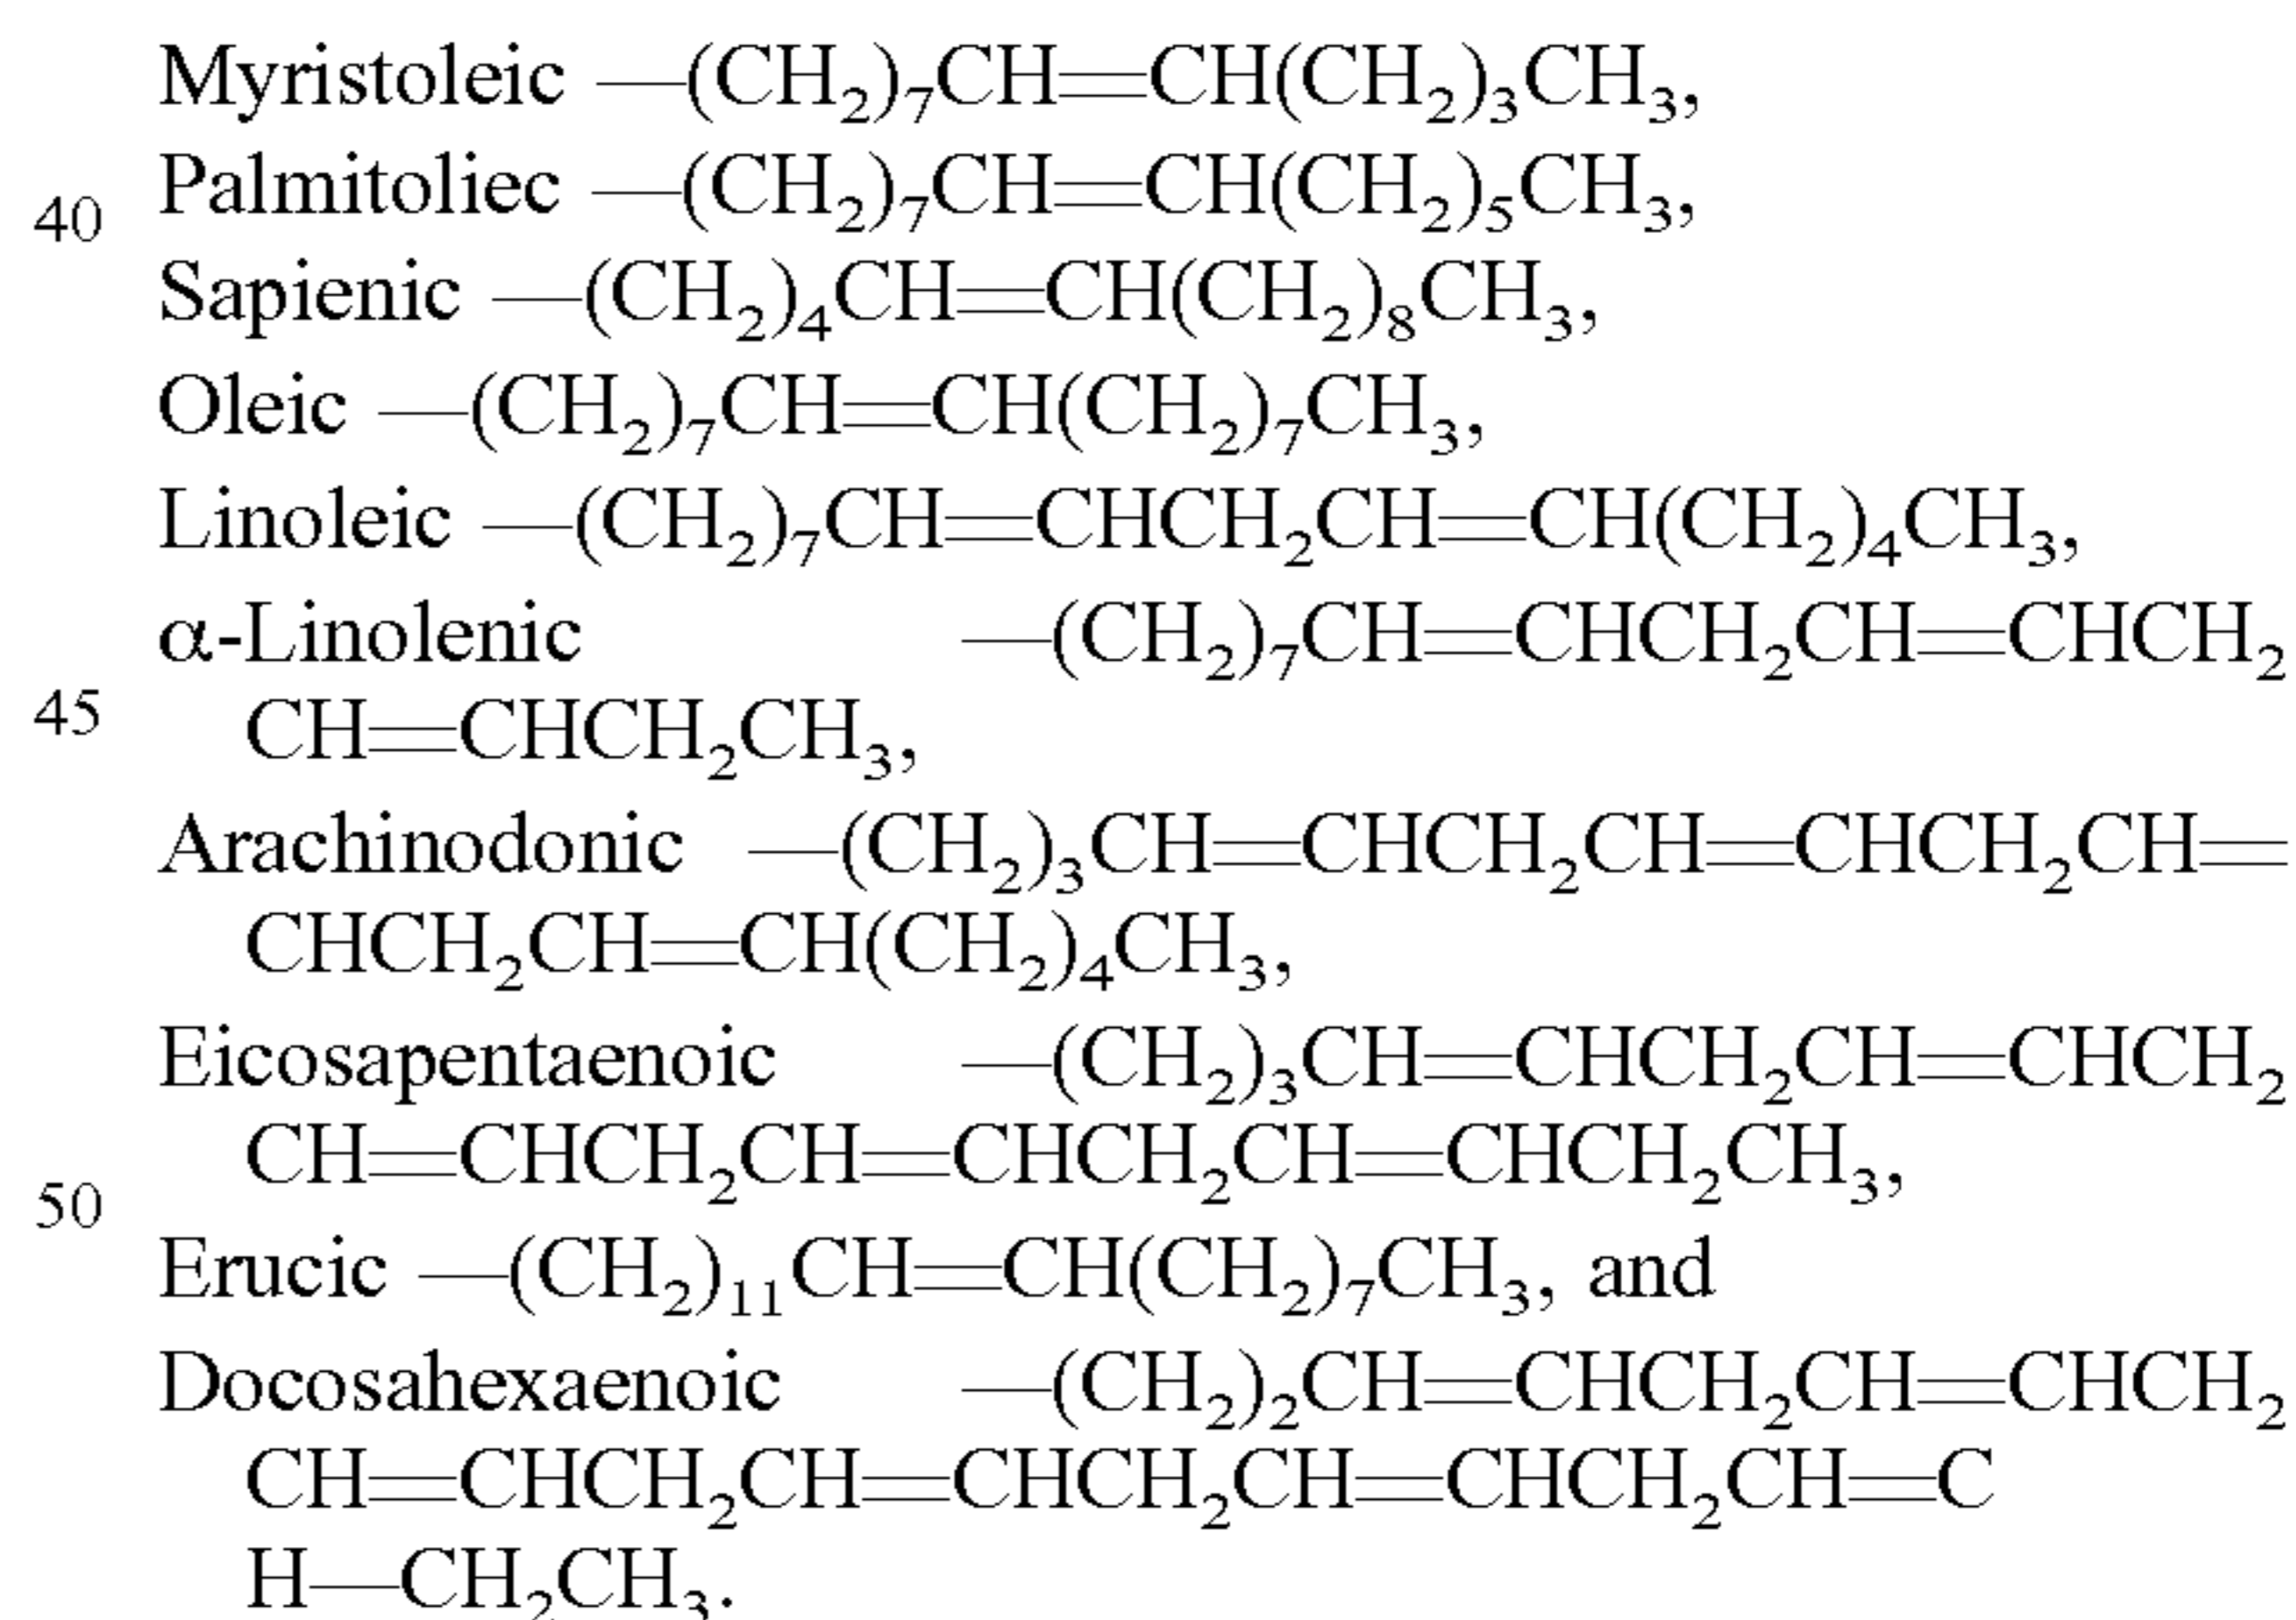 Myristoleic —(CH₂)₇CH=CH(CH₂)₃CH₃,
40 Palmitoliec —(CH₂)₇CH=CH(CH₂)₅CH₃,
Sapienic —(CH₂)₄CH=CH(CH₂)₈CH₃,
Oleic —(CH₂)₇CH=CH(CH₂)₇CH₃,
Linoleic —(CH₂)₇CH=CHCH₂CH=CH(CH₂)₄CH₃,
α-Linolenic —(CH₂)₇CH=CHCH₂CH=CHCH₂
45 CH=CHCH₂CH₃,
Arachinodonic —(CH₂)₃CH=CHCH₂CH=CHCH₂CH=
CHCH₂CH=CH(CH₂)₄CH₃,
Eicosapentaenoic —(CH₂)₃CH=CHCH₂CH=CHCH₂
CH=CHCH₂CH=CHCH₂CH=CHCH₂CH₃,
50 Erucic —(CH₂)₁₁CH=CH(CH₂)₇CH₃, and
Docosahexaenoic —(CH₂)₂CH=CHCH₂CH=CHCH₂
CH=CHCH₂CH=CHCH₂CH=CHCH₂CH=C
H—CH₂CH₃.